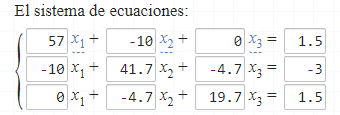 El sistema de ecuaciones:
57 x₁ + -10 x₂ + 0 x₃ = 1.5
-10 x₁ + 41.7 x₂ + -4.7 x₃ = -3
0 x₁ + -4.7 x₂ + 19.7 x₃ = 1.5